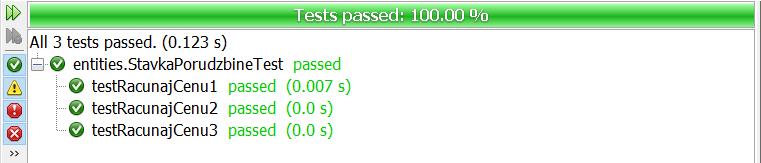 Tests passed: 100.00 %
All 3 tests passed. (0.123 s)
entities.StavkaPorudzbineTest passed
testRacunajCenu1 passed (0.007 s)
testRacunajCenu2 passed (0.0 s)
testRacunajCenu3 passed (0.0 s)